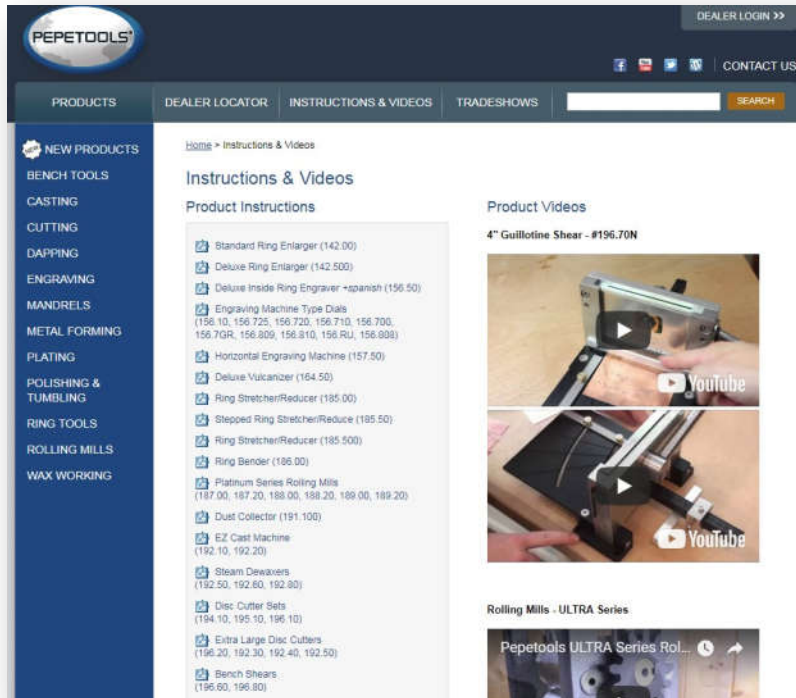 PEPETOOLS®
DEALER LOGIN >>
CONTACT US
PRODUCTS
DEALER LOCATOR
INSTRUCTIONS & VIDEOS
TRADESHOWS
SEARCH
NEW PRODUCTS
BENCH TOOLS
CASTING
CUTTING
DAPPING
ENGRAVING
MANDRELS
METAL FORMING
PLATING
POLISHING &
TUMBLING
RING TOOLS
ROLLING MILLS
WAX WORKING
Home > Instructions & Videos
Instructions & Videos
Product Instructions
Standard Ring Enlarger (142.00)
Deluxe Ring Enlarger (142.500)
Deluxe Inside Ring Engraver +spanish (156.50)
Engraving Machine Type Dials
(156.10, 156.725, 156.720, 156.710, 156.700,
156.7GR, 156.809, 156.810, 156.RU, 156.808)
Horizontal Engraving Machine (157.50)
Deluxe Vulcanizer (164.50)
Ring Stretcher/Reducer (185.00)
Stepped Ring Stretcher/Reduce (185.50)
Ring Stretcher/Reducer (185.500)
Ring Bender (186.00)
Platinum Series Rolling Mills
(187.00, 187.20, 188.00, 188.20, 189.00, 189.20)
Dust Collector (191.100)
EZ Cast Machine
(192.10, 192.20)
Steam Dewaxers
(192.50, 192.60, 192.80)
Disc Cutter Sets
(194.10, 195.10, 196 10)
Extra Large Disc Cutters
(196.20, 192.30, 192.40, 192.50)
Bench Shears
(196.60, 196.80)
Product Videos
4" Guillotine Shear - #196.70N
YouTube
YouTube
Rolling Mills - ULTRA Series
Pepetools ULTRA Series Rol...